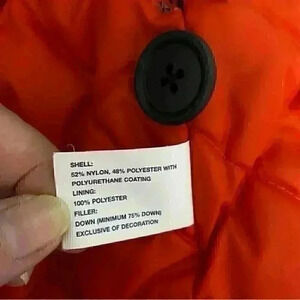 SHELL:
52% NYLON, 48% POLYESTER WITH
POLYURETHANE COATING
LINING:
100% POLYESTER
FILLER:
DOWN (MINIMUM 75% DOWN)
EXCLUSIVE OF DECORATION